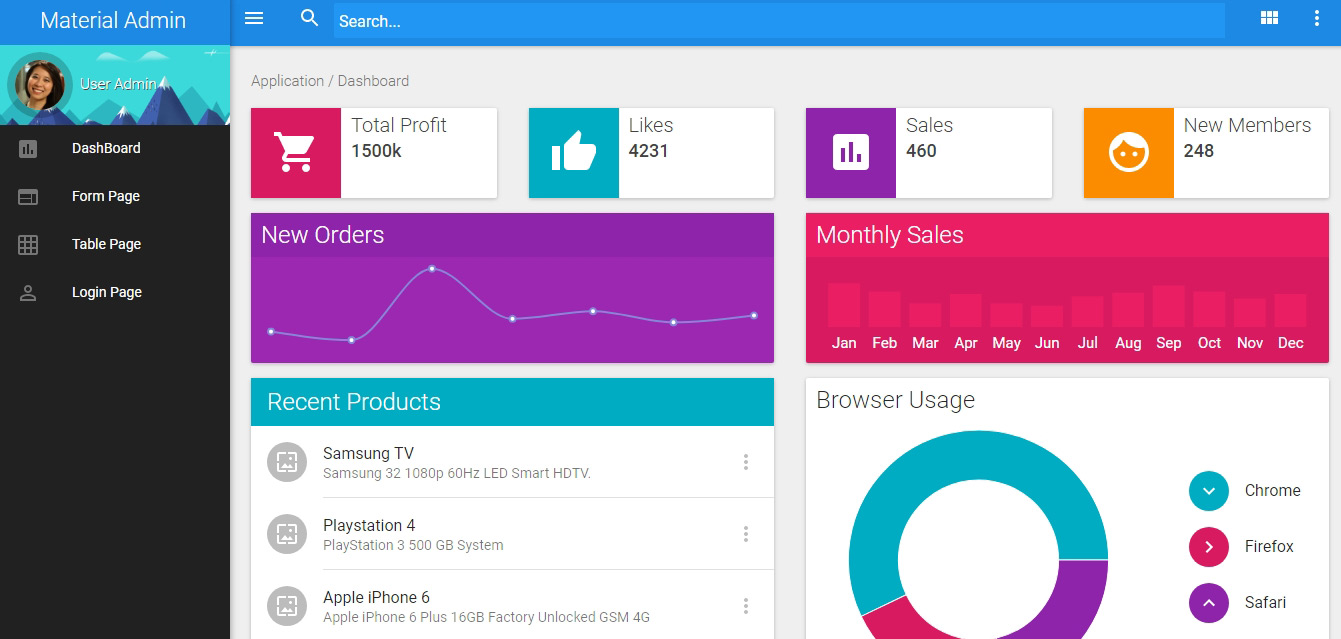 Material Admin
Search...
User Admin
DashBoard
Form Page
Table Page
Login Page
Application / Dashboard
Total Profit
1500k
Likes
4231
Sales
460
New Members
248
New Orders
Monthly Sales
Jan Feb Mar Apr May Jun Jul Aug Sep Oct Nov Dec
Recent Products
Samsung TV
Samsung 32 1080p 60Hz LED Smart HDTV.
Playstation 4
PlayStation 3 500 GB System
Apple iPhone 6
Apple iPhone 6 Plus 16GB Factory Unlocked GSM 4G
Browser Usage
Chrome
Firefox
Safari